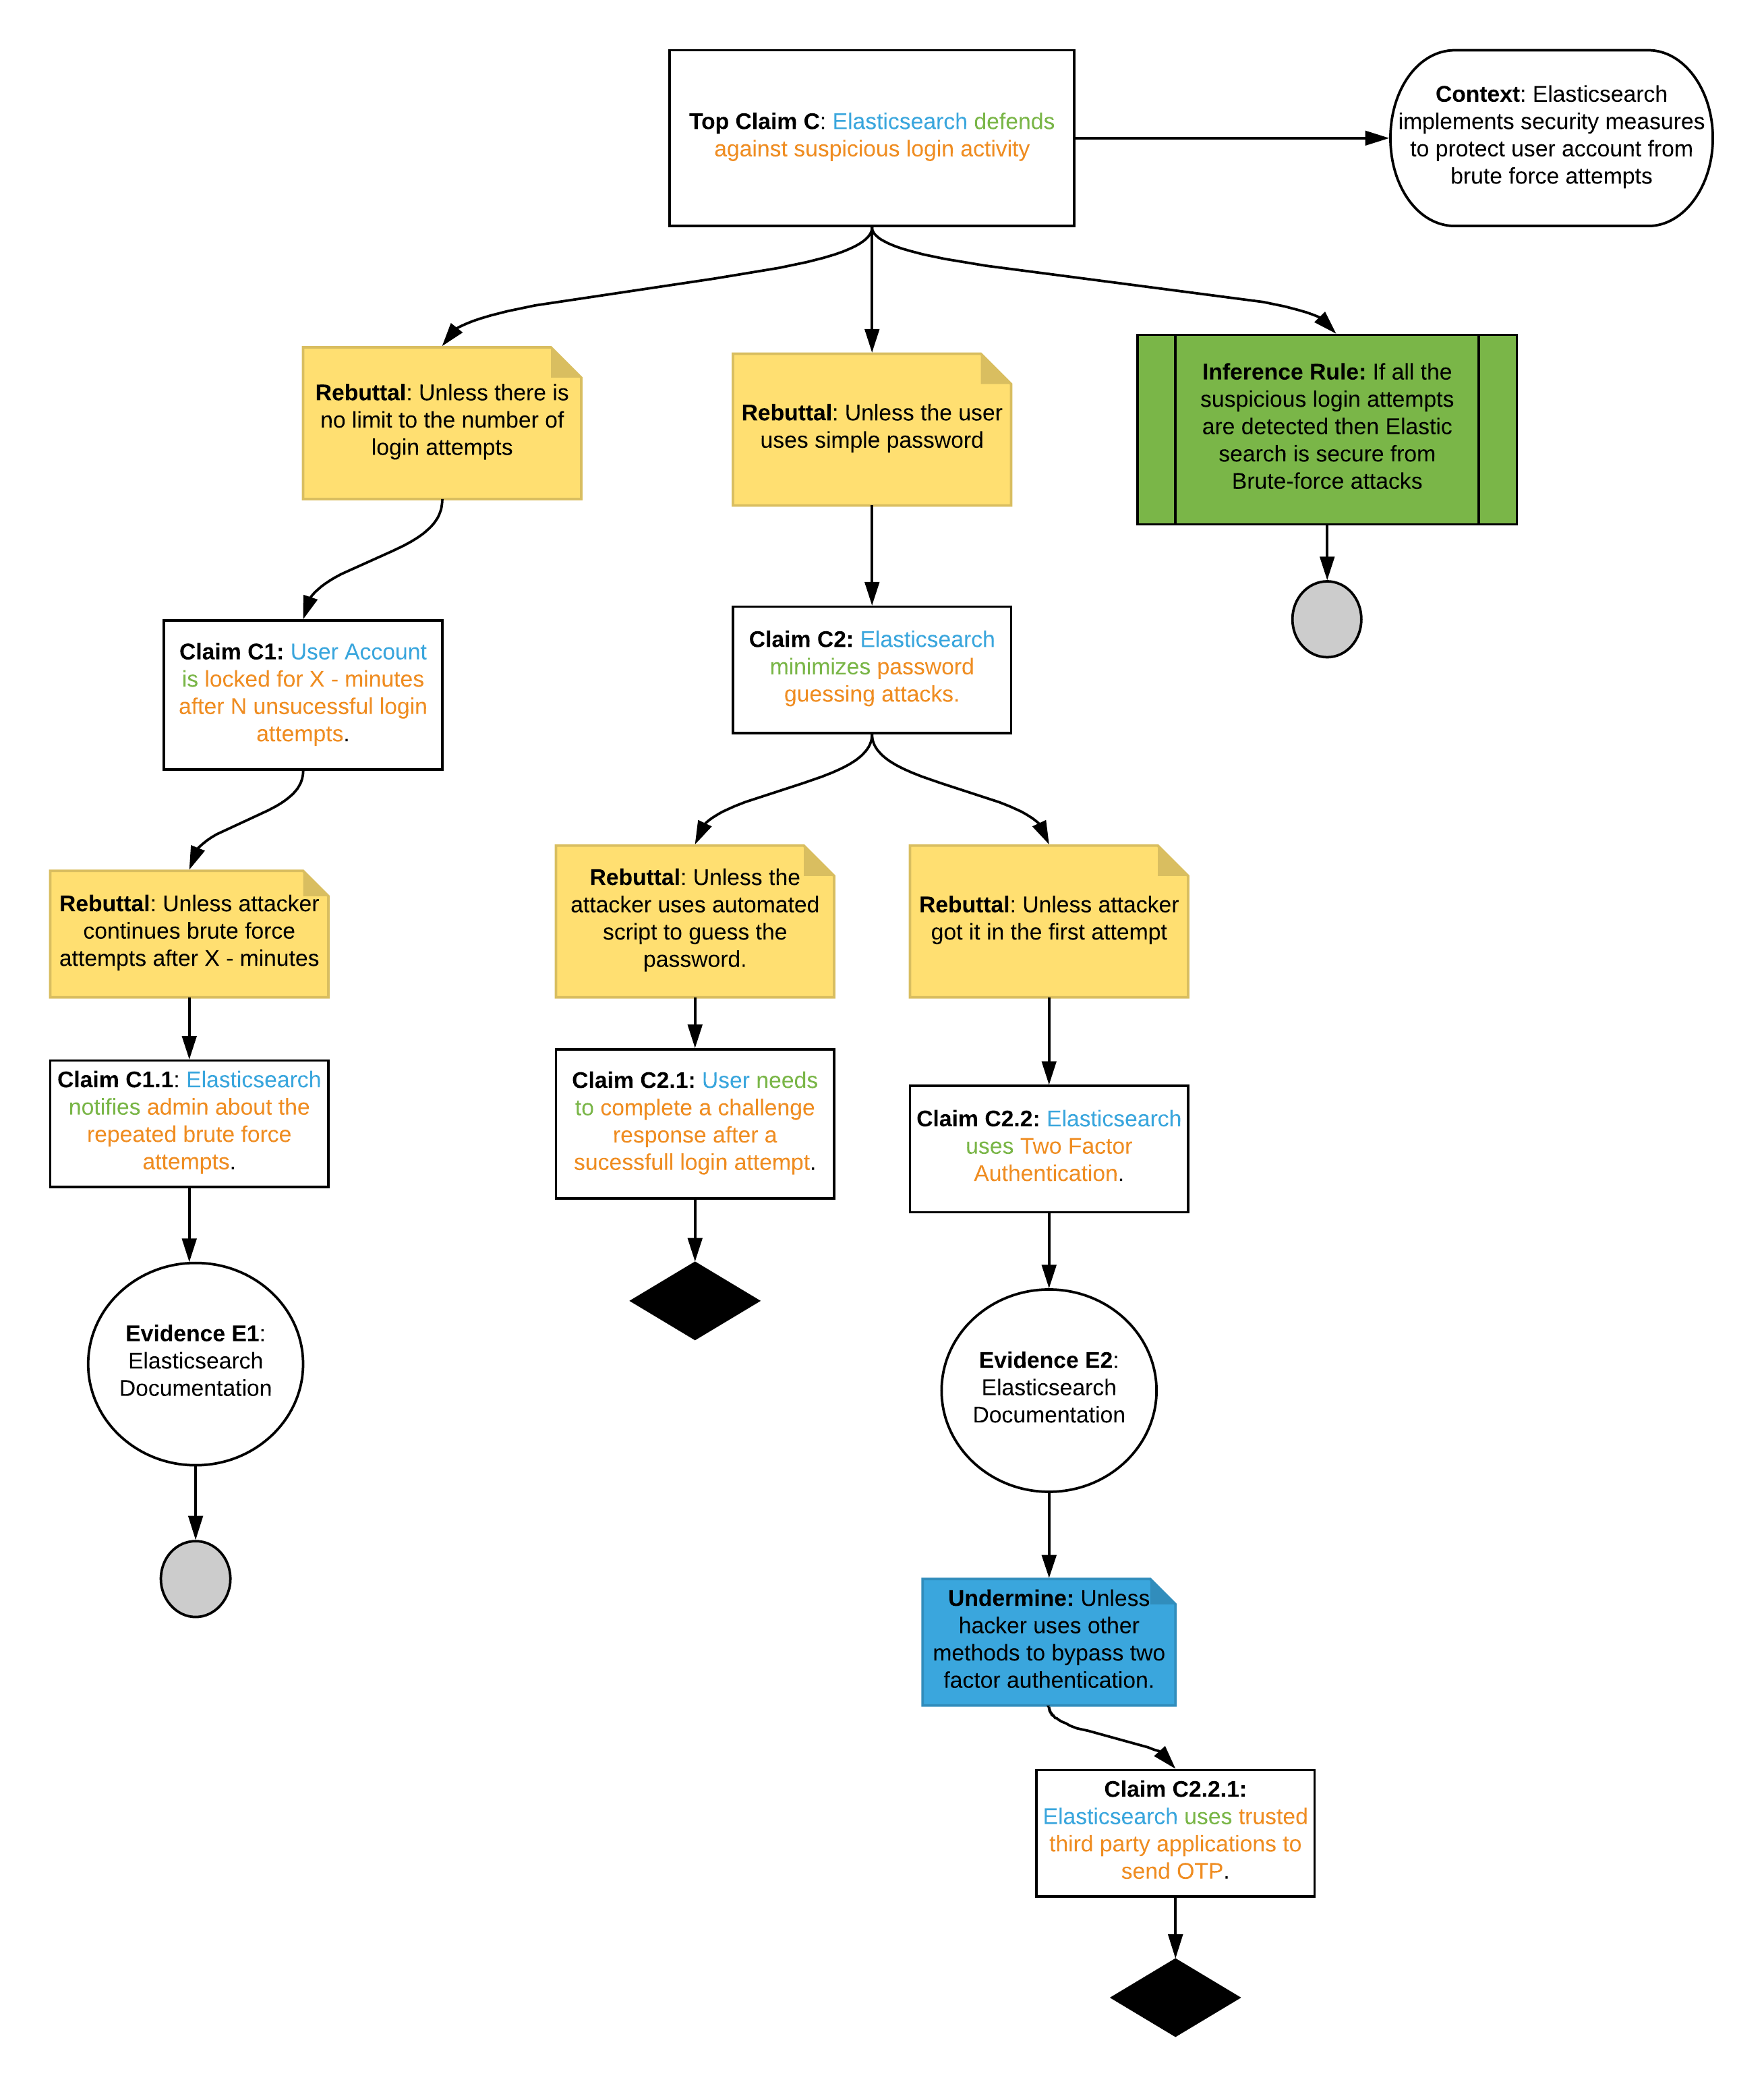 Top Claim C: Elasticsearch defends
against suspicious login activity
Context: Elasticsearch
implements security measures
to protect user account from
brute force attempts
Rebuttal: Unless there is
no limit to the number of
login attempts
Rebuttal: Unless the user
uses simple password
Inference Rule: If all the
suspicious login attempts
are detected then Elastic
search is secure from
Brute-force attacks
Claim C1: User Account
is locked for X - minutes
after N unsucessful login
attempts.
Claim C2: Elasticsearch
minimizes password
guessing attacks.
Rebuttal: Unless attacker
continues brute force
attempts after X - minutes
Rebuttal: Unless the
attacker uses automated
script to guess the
password.
Rebuttal: Unless attacker
got it in the first attempt
Claim C1.1: Elasticsearch
notifies admin about the
repeated brute force
attempts.
Claim C2.1: User needs
to complete a challenge
response after a
sucessfull login attempt.
Claim C2.2: Elasticsearch
uses Two Factor
Authentication.
Evidence E1:
Elasticsearch
Documentation
Evidence E2:
Elasticsearch
Documentation
Undermine: Unless
hacker uses other
methods to bypass two
factor authentication.
Claim C2.2.1:
Elasticsearch uses trusted
third party applications to
send OTP.